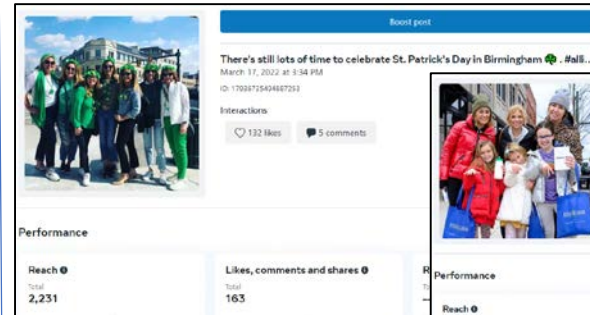 Boost post
There's still lots of time to celebrate St. Patrick's Day in Birmingham 🍀 . #alli...
March 17, 2022 at 3:34 PM
Interactions
132 likes
5 comments
Performance
Reach
Total
2,231
Likes, comments and shares
Total
163
R
Performance
Reach